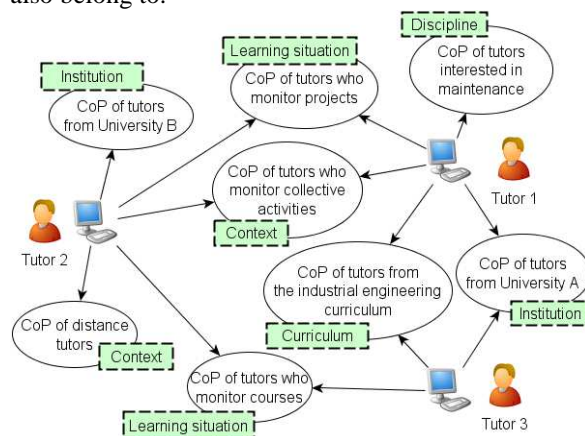 also belong to.
Discipline
CoP of tutors
interested in
maintenance
Learning situation
CoP of tutors who
monitor projects
Institution
CoP of tutors
from University B
Tutor 1
CoP of tutors who
monitor collective
activities
Context
Tutor 2
CoP of tutors from
the industrial engineering
curriculum
Curriculum
CoP of tutors
from University A
Institution
CoP of distance
tutors
Context
CoP of tutors who
monitor courses
Learning situation
Tutor 3